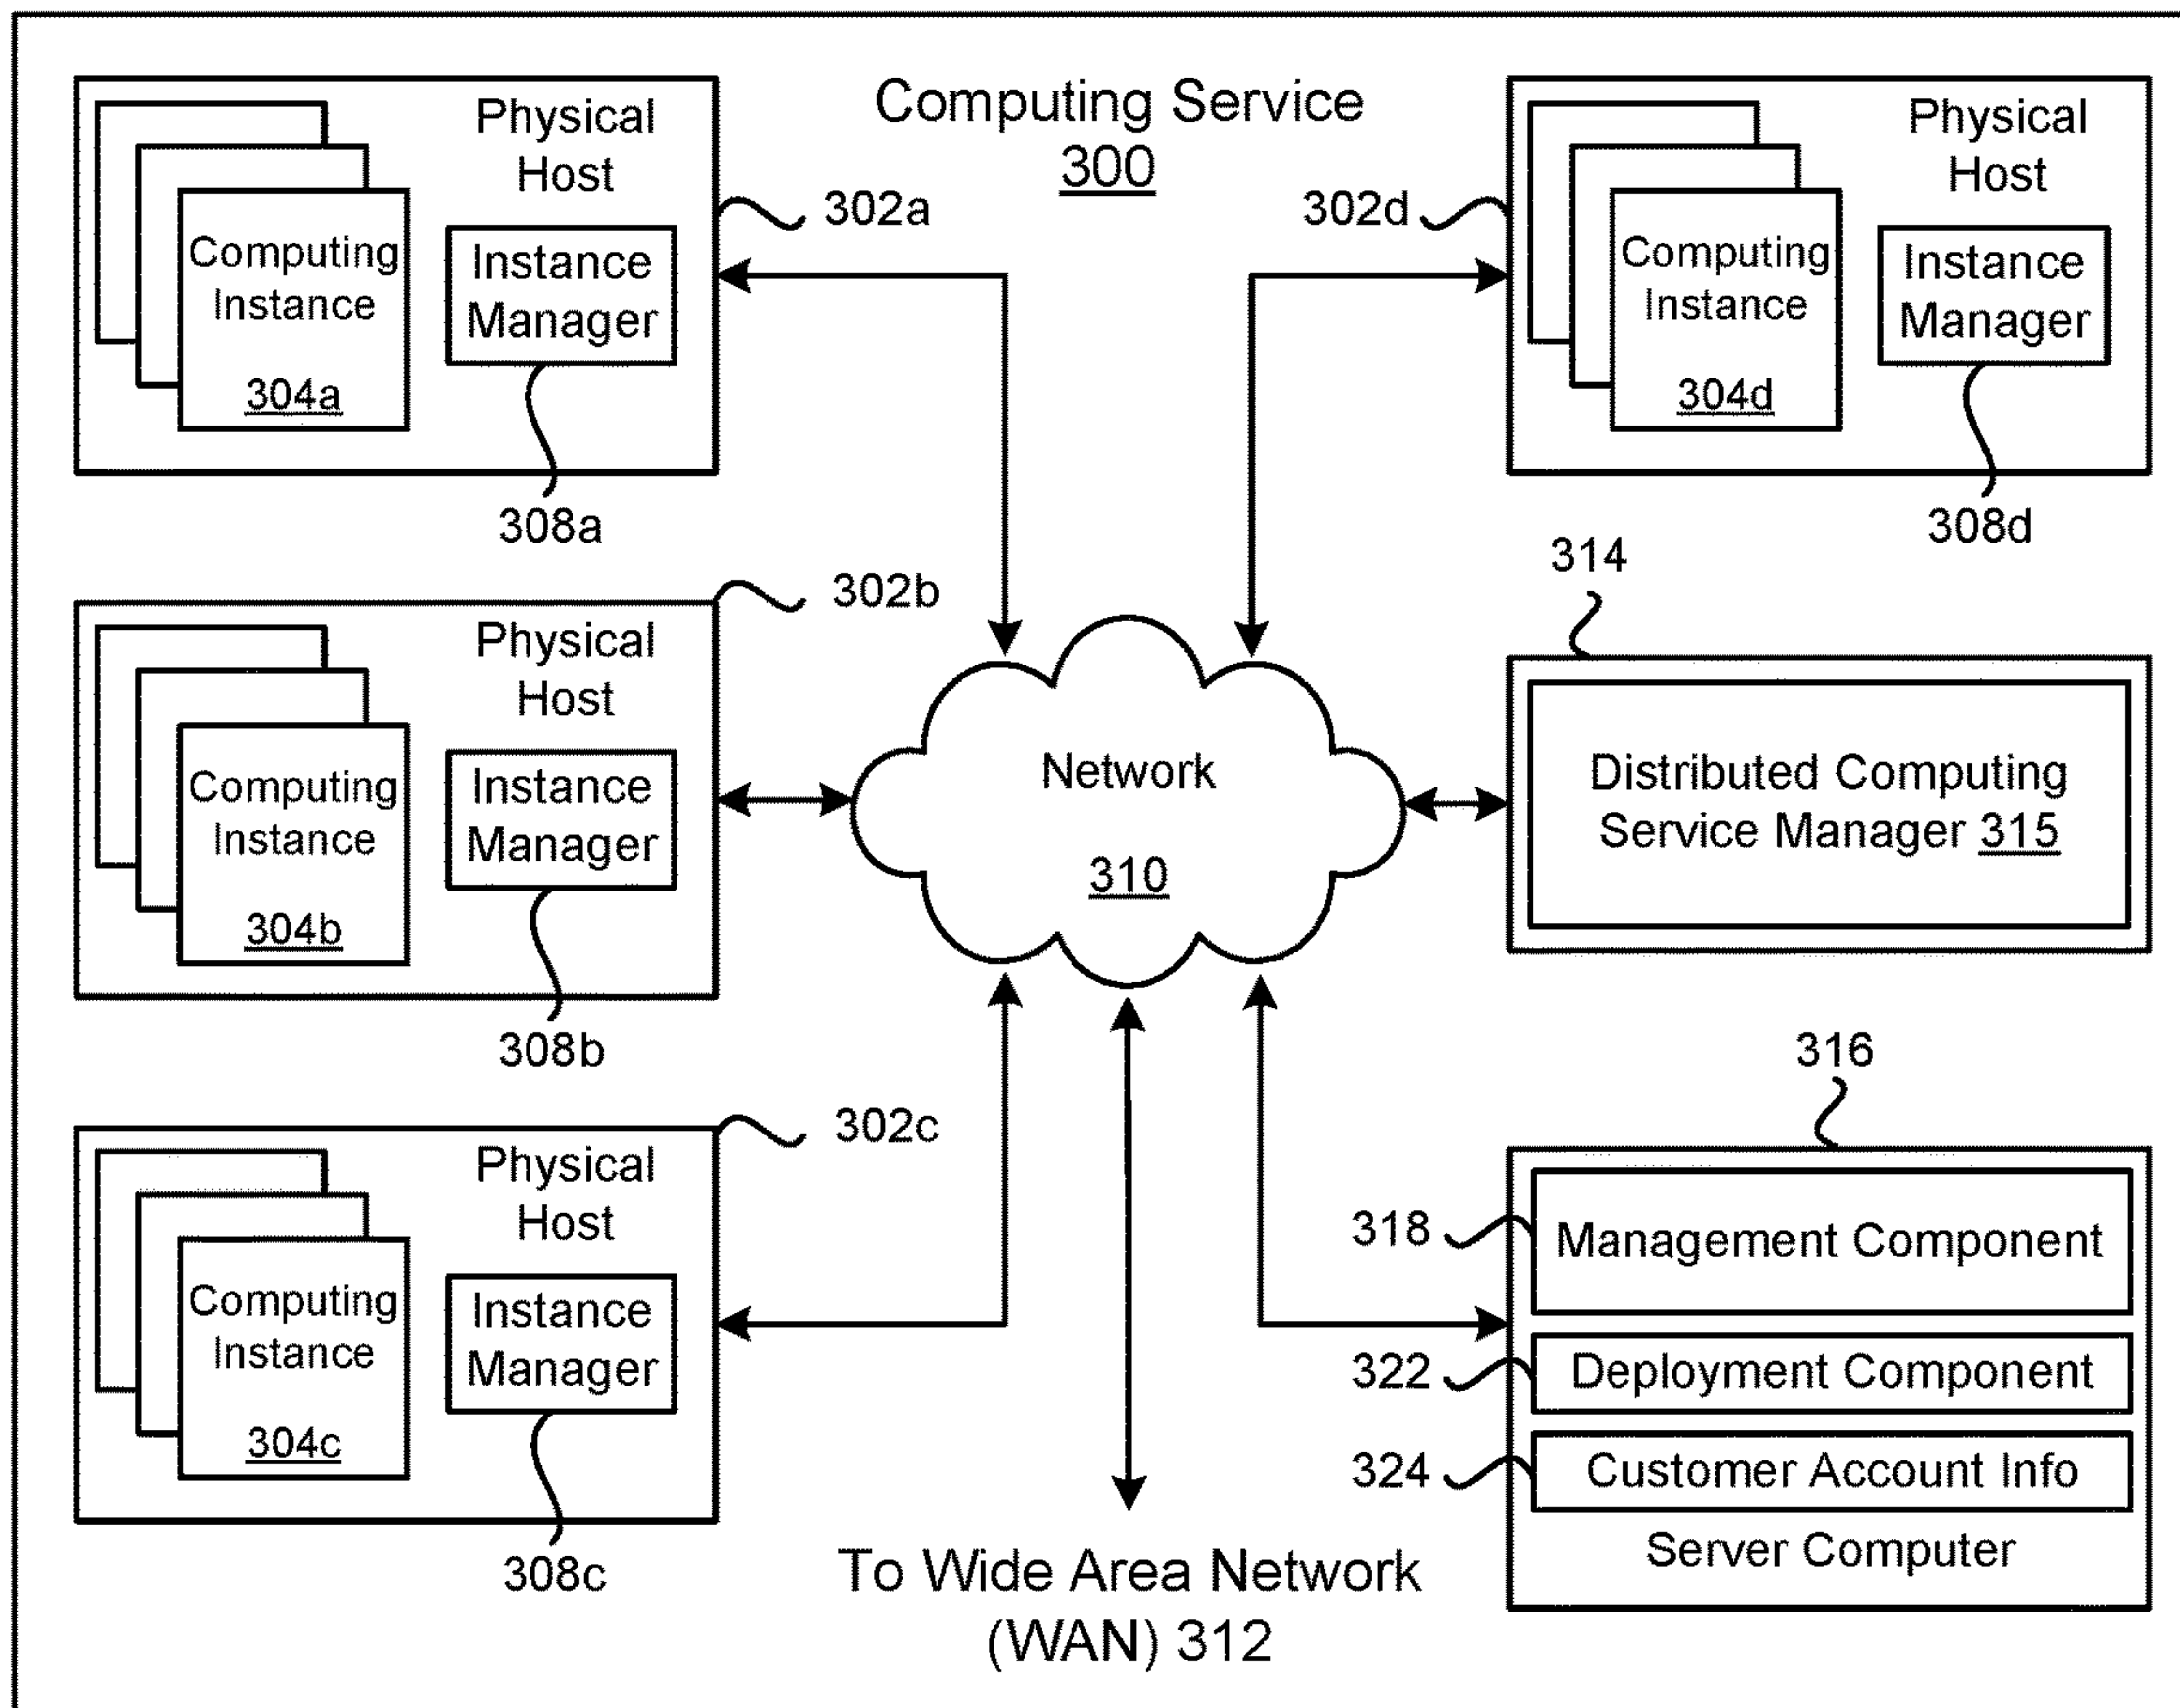 Computing Service
300
Physical
Host
302a
Computing
Instance
304a
Instance
Manager
308a
Physical
Host
302b
Computing
Instance
304b
Instance
Manager
308b
Physical
Host
302c
Computing
Instance
304c
Instance
Manager
308c
Network
310
To Wide Area Network
(WAN) 312
Physical
Host
302d
Computing
Instance
304d
Instance
Manager
308d
314
Distributed Computing
Service Manager 315
316
318
Management Component
322
Deployment Component
324
Customer Account Info
Server Computer